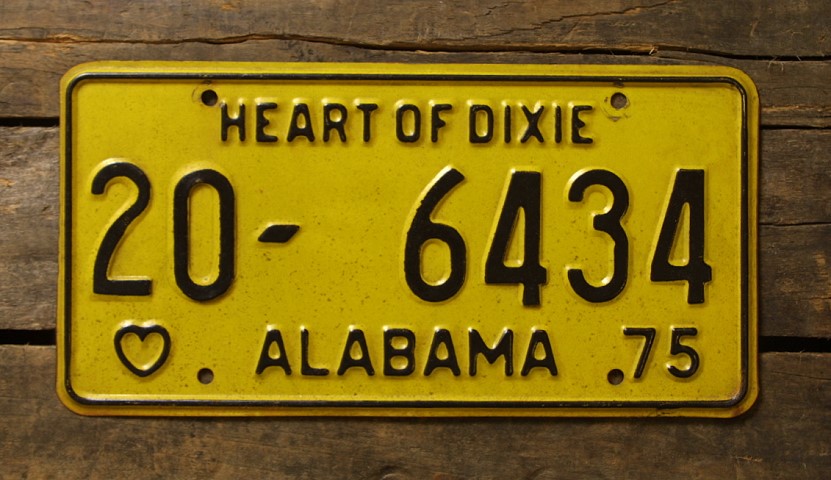 HEART OF DIXIE
20- 6434
ALABAMA 75